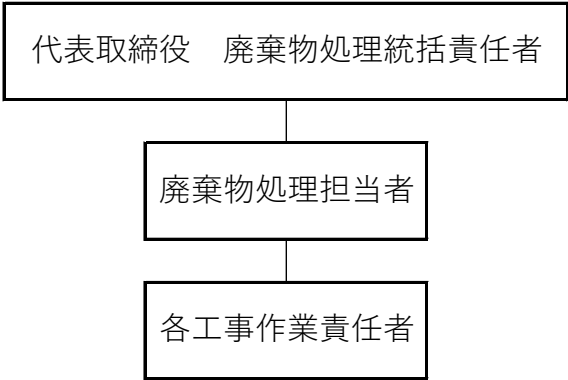 代表取締役　廃棄物処理統括責任者
廃棄物処理担当者
各工事作業責任者